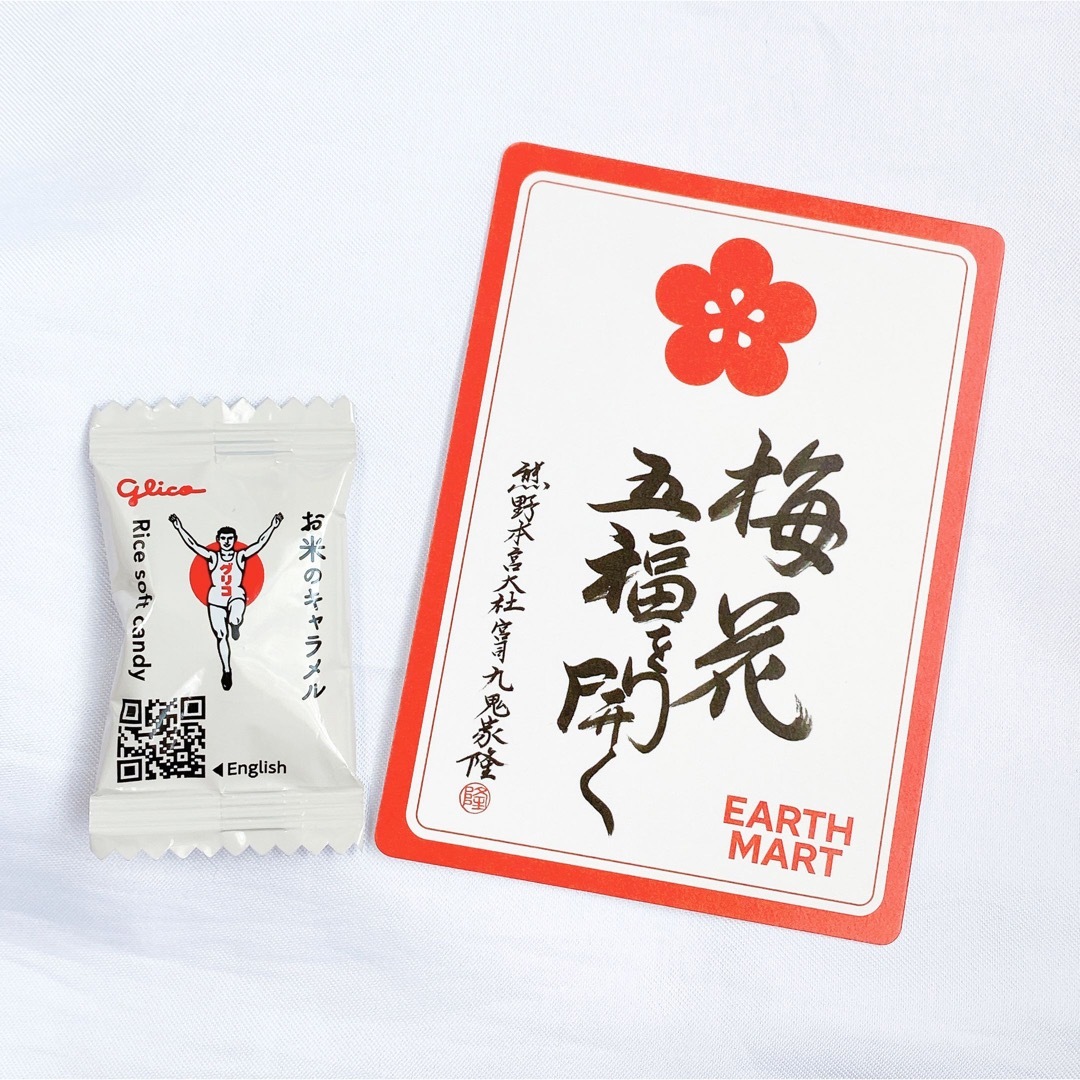 Glico
お米のキャラメル
グリコ
Rice soft candy
◀English
梅花
五福を開く
熊野本宮大社 宮司 九鬼家隆
隆
EARTH
MART